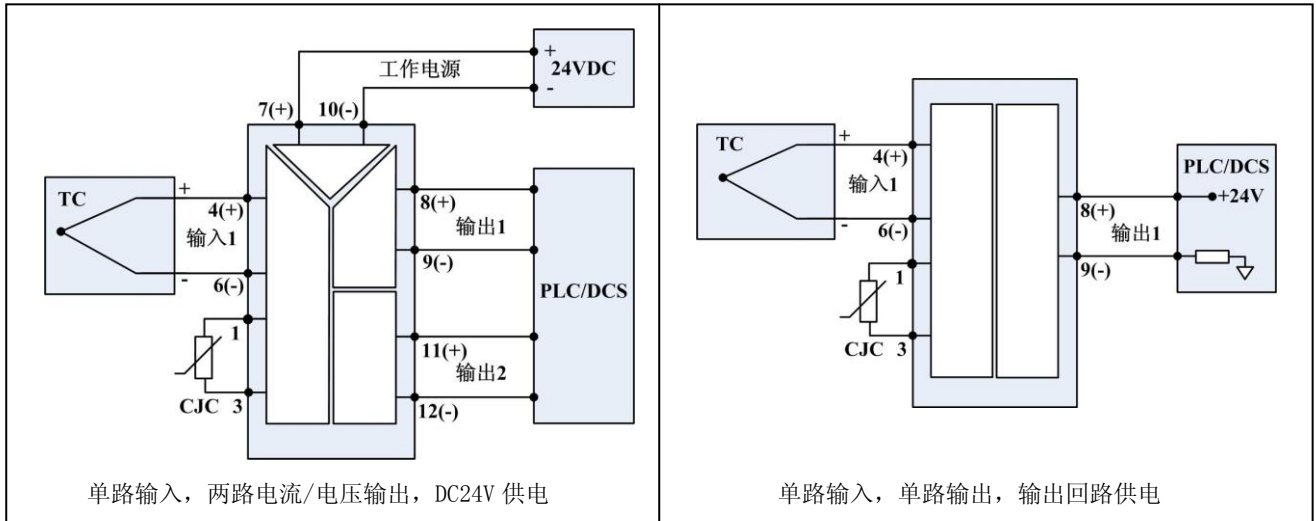 +
24VDC
-
工作电源
7(+)
10(-)
TC
+
4(+)
输入1
-
6(-)
1
CJC
3
8(+)
输出1
9(-)
PLC/DCS
11(+)
输出2
12(-)
单路输入，两路电流/电压输出，DC24V 供电
TC
+
4(+)
输入1
-
6(-)
1
CJC
3
8(+)
输出1
9(-)
PLC/DCS
+24V
单路输入，单路输出，输出回路供电